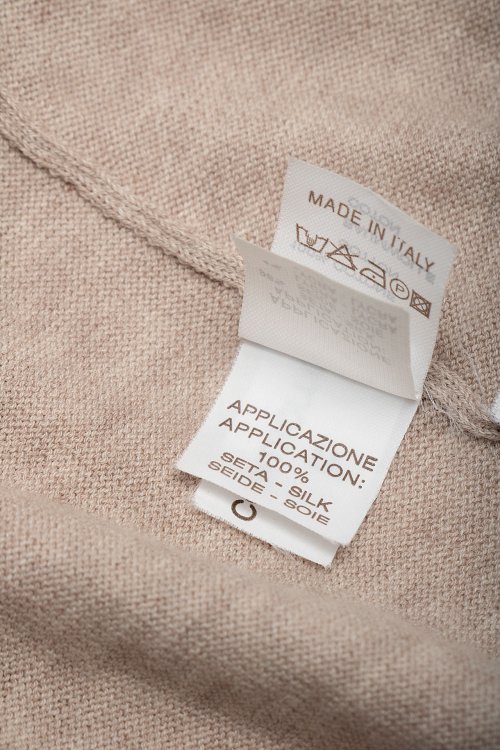 MADE IN ITALY
P
APPLICAZIONE
APPLICATION:
100%
SETA - SILK
SEIDE - SOIE